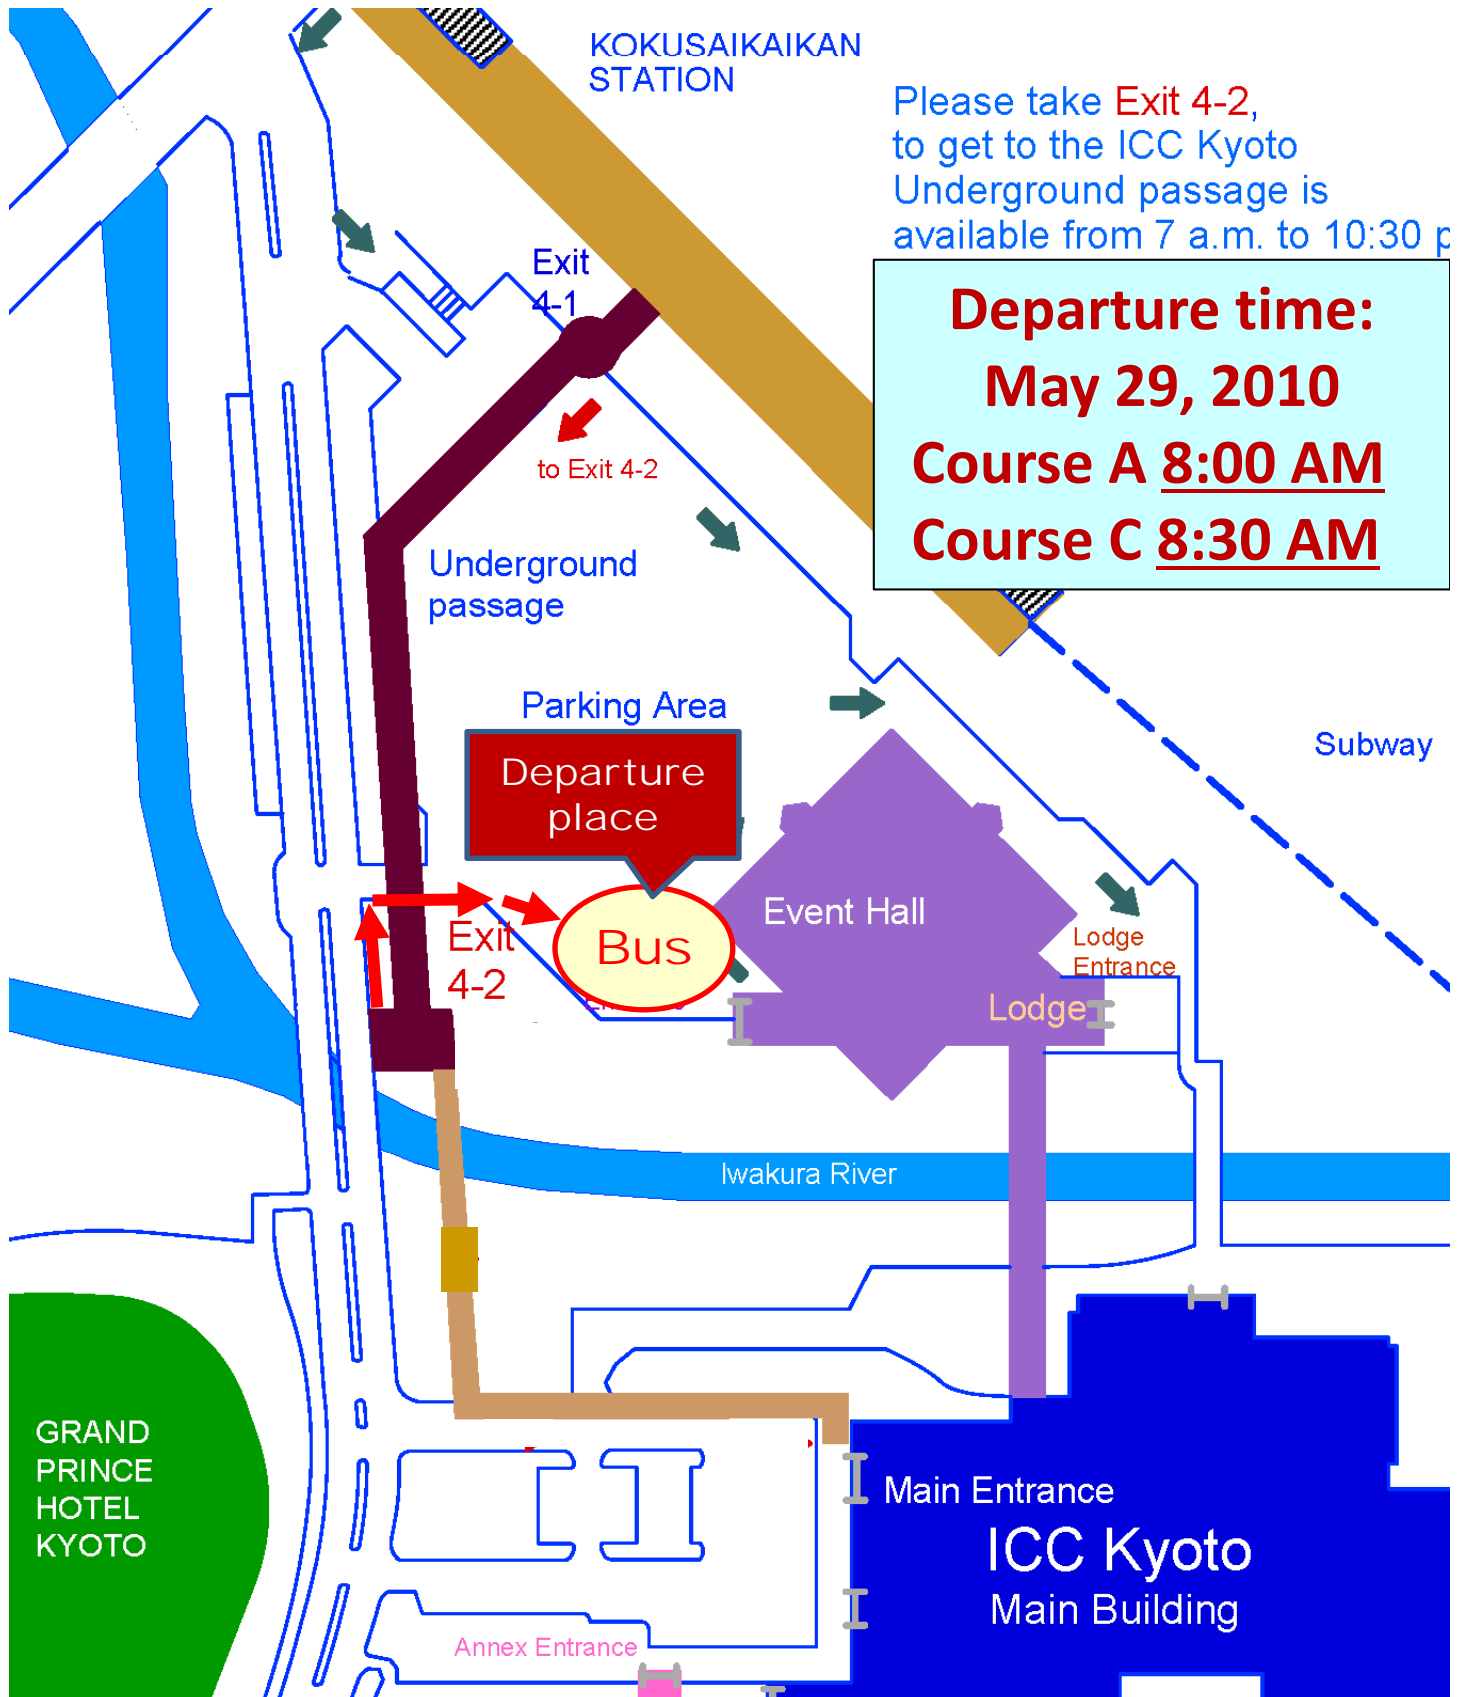 KOKUSAIKAIKAN
STATION
Please take Exit 4-2,
to get to the ICC Kyoto
Underground passage is
available from 7 a.m. to 10:30 p
Departure time:
May 29, 2010
Course A 8:00 AM
Course C 8:30 AM
Exit
4-1
to Exit 4-2
Underground
passage
Parking Area
Subway
Departure
place
Event Hall
Bus
Exit
4-2
Lodge
Entrance
Lodge
Iwakura River
GRAND
PRINCE
HOTEL
KYOTO
Main Entrance
ICC Kyoto
Main Building
Annex Entrance